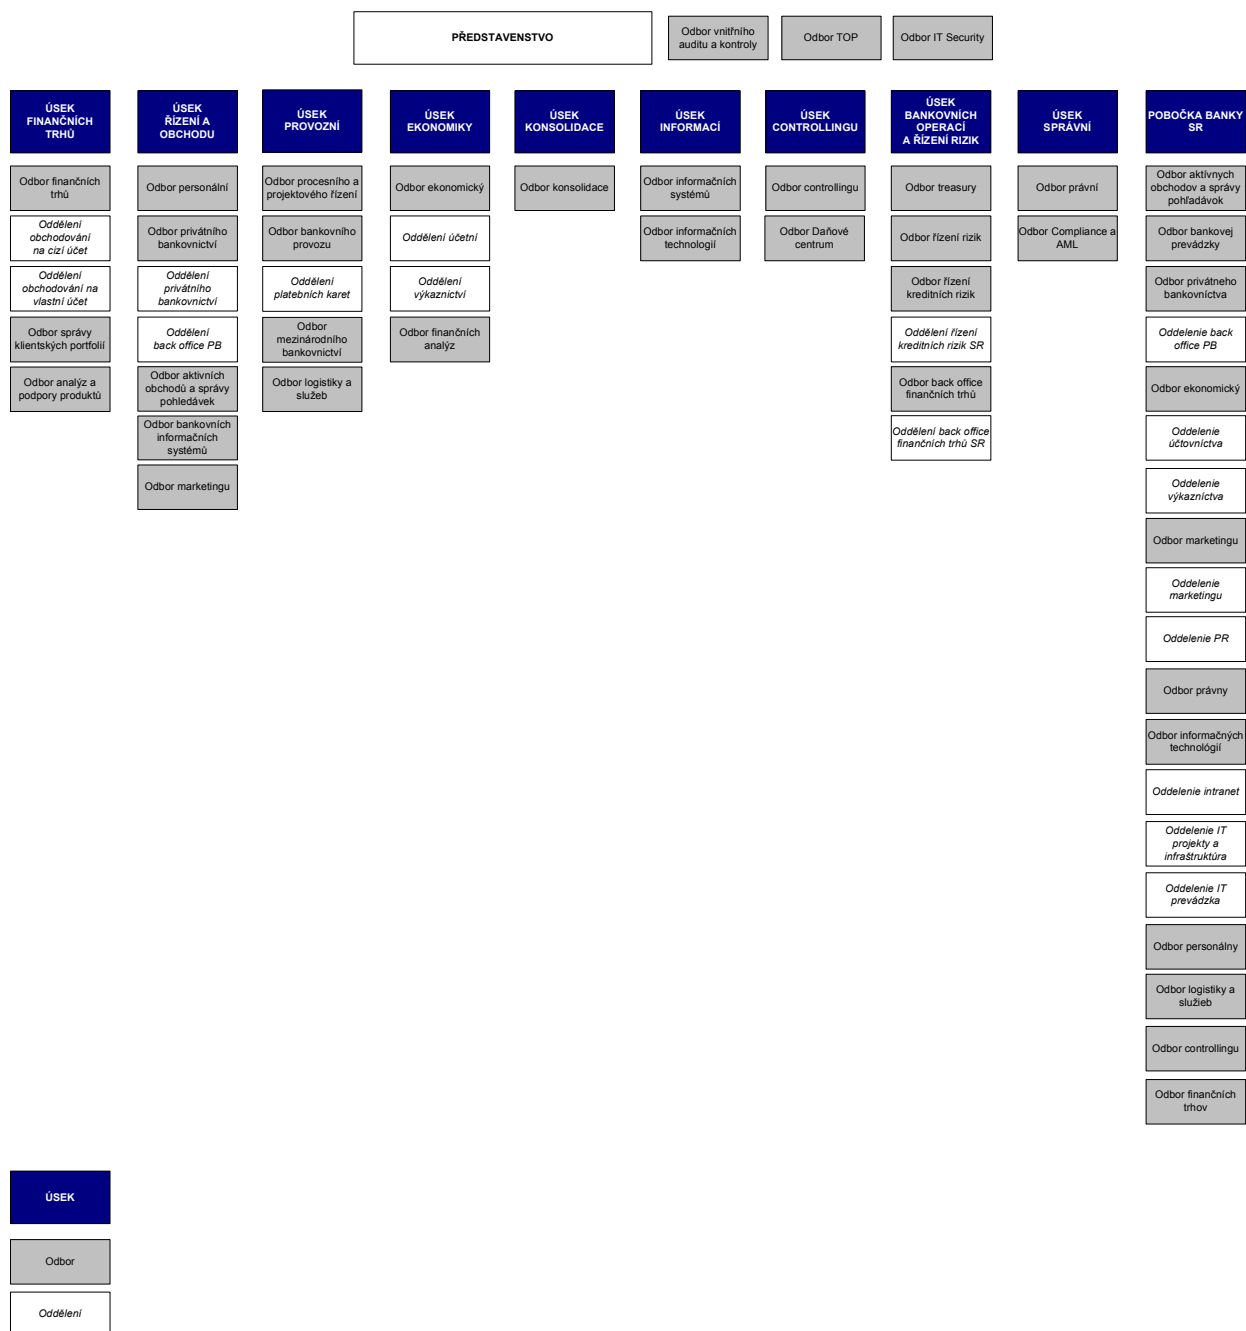 PŘEDSTAVENSTVO
Odbor vnitřního
auditu a kontroly
Odbor TOP
Odbor IT Security
ÚSEK
FINANČNÍCH
TRHŮ
Odbor finančních
trhů
Oddělení
obchodování
na cizí účet
Oddělení
obchodování na
vlastní účet
Odbor správy
klientských portfolií
Odbor analýz a
podpory produktů
ÚSEK
ŘÍZENÍ A
OBCHODU
Odbor personální
Odbor privátního
bankovnictví
Oddělení
privátního
bankovnictví
Oddělení
back office PB
Odbor aktivních
obchodů a správy
pohledávek
Odbor bankovních
informačních
systémů
Odbor marketingu
ÚSEK
PROVOZNÍ
Odbor procesního a
projektového řízení
Odbor bankovního
provozu
Oddělení
platebních karet
Odbor
mezinárodního
bankovnictví
Odbor logistiky a
služeb
ÚSEK
EKONOMIKY
Odbor ekonomický
Oddělení účetní
Oddělení
výkaznictví
Odbor finančních
analýz
ÚSEK
KONSOLIDACE
Odbor konsolidace
ÚSEK
INFORMACÍ
Odbor informačních
systémů
Odbor informačních
technologií
ÚSEK
CONTROLLINGU
Odbor controllingu
Odbor Daňové
centrum
ÚSEK
BANKOVNÍCH
OPERACÍ
A ŘÍZENÍ RIZIK
Odbor treasury
Odbor řízení rizik
Odbor řízení
kreditních rizik
Oddělení řízení
kreditních rizik SR
Odbor back office
finančních trhů
Oddělení back office
finančních trhů SR
ÚSEK
SPRÁVNÍ
Odbor právní
Odbor Compliance a
AML
POBOČKA BANKY
SR
Odbor aktívnych
obchodov a správy
pohľadávok
Odbor bankovej
prevádzky
Odbor privátneho
bankovníctva
Oddelenie back
office PB
Odbor ekonomický
Oddelenie
účtovníctva
Oddelenie
výkazníctva
Odbor marketingu
Oddelenie
marketingu
Oddelenie PR
Odbor právny
Odbor informačných
technológií
Oddelenie intranet
Oddelenie IT
projekty a
infraštruktúra
Oddelenie IT
prevádzka
Odbor personálny
Odbor logistiky a
služieb
Odbor controllingu
Odbor finančních
trhov
ÚSEK
Odbor
Oddělení